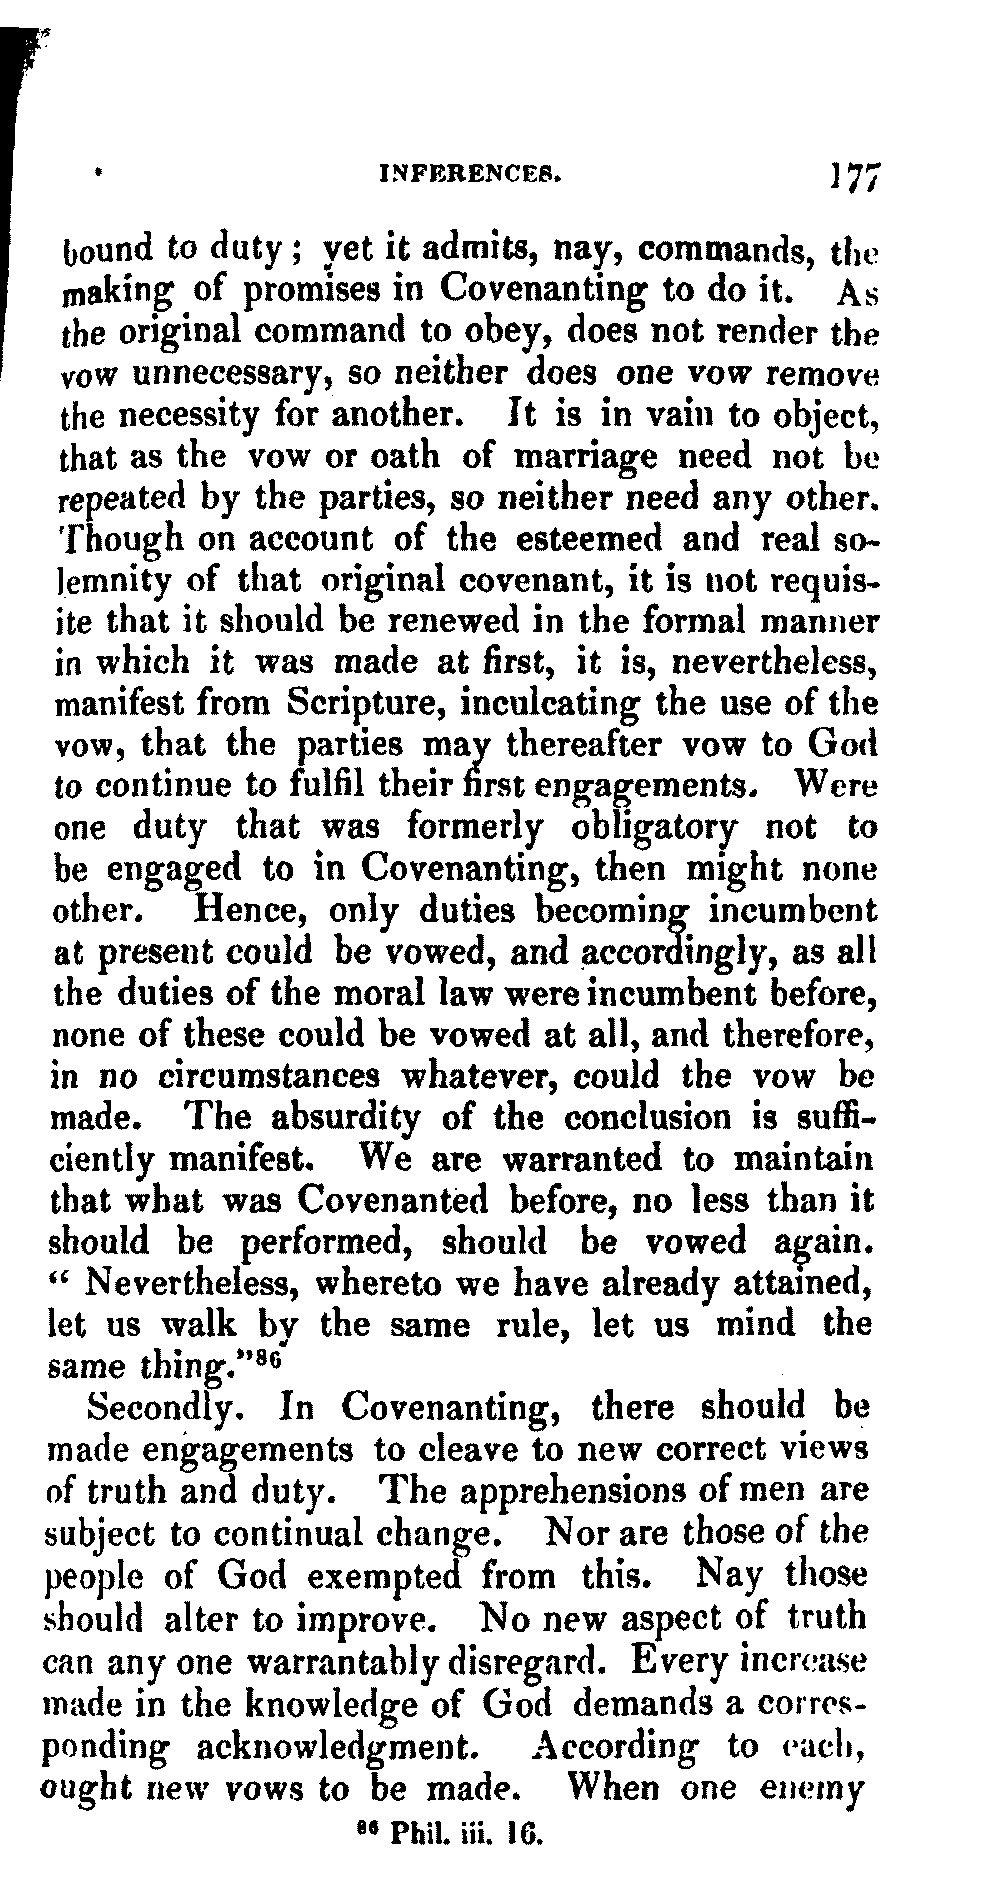 INFERENCES. 177
bound to duty; yet it admits, nay, commands, the
making of promises in Covenanting to do it. As
the original command to obey, does not render the
vow unnecessary, so neither does one vow remove
the necessity for another. It is in vain to object,
that as the vow or oath of marriage need not be
repeated by the parties, so neither need any other.
Though on account of the esteemed and real so-
lemnity of that original covenant, it is not requis-
ite that it should be renewed in the formal manner
in which it was made at first, it is, nevertheless,
manifest from Scripture, inculcating the use of the
vow, that the parties may thereafter vow to God
to continue to fulfil their first engagements. Were
one duty that was formerly obligatory not to
be engaged to in Covenanting, then might none
other. Hence, only duties becoming incumbent
at present could be vowed, and accordingly, as all
the duties of the moral law were incumbent before,
none of these could be vowed at all, and therefore,
in no circumstances whatever, could the vow be
made. The absurdity of the conclusion is suffi-
ciently manifest. We are warranted to maintain
that what was Covenanted before, no less than it
should be performed, should be vowed again.
“ Nevertheless, whereto we have already attained,
let us walk by the same rule, let us mind the
same thing.”86
Secondly. In Covenanting, there should be
made engagements to cleave to new correct views
of truth and duty. The apprehensions of men are
subject to continual change. Nor are those of the
people of God exempted from this. Nay those
should alter to improve. No new aspect of truth
can any one warrantably disregard. Every increase
made in the knowledge of God demands a corres-
ponding acknowledgment. According to each,
ought new vows to be made. When one enemy
86 Phil. iii. 16.